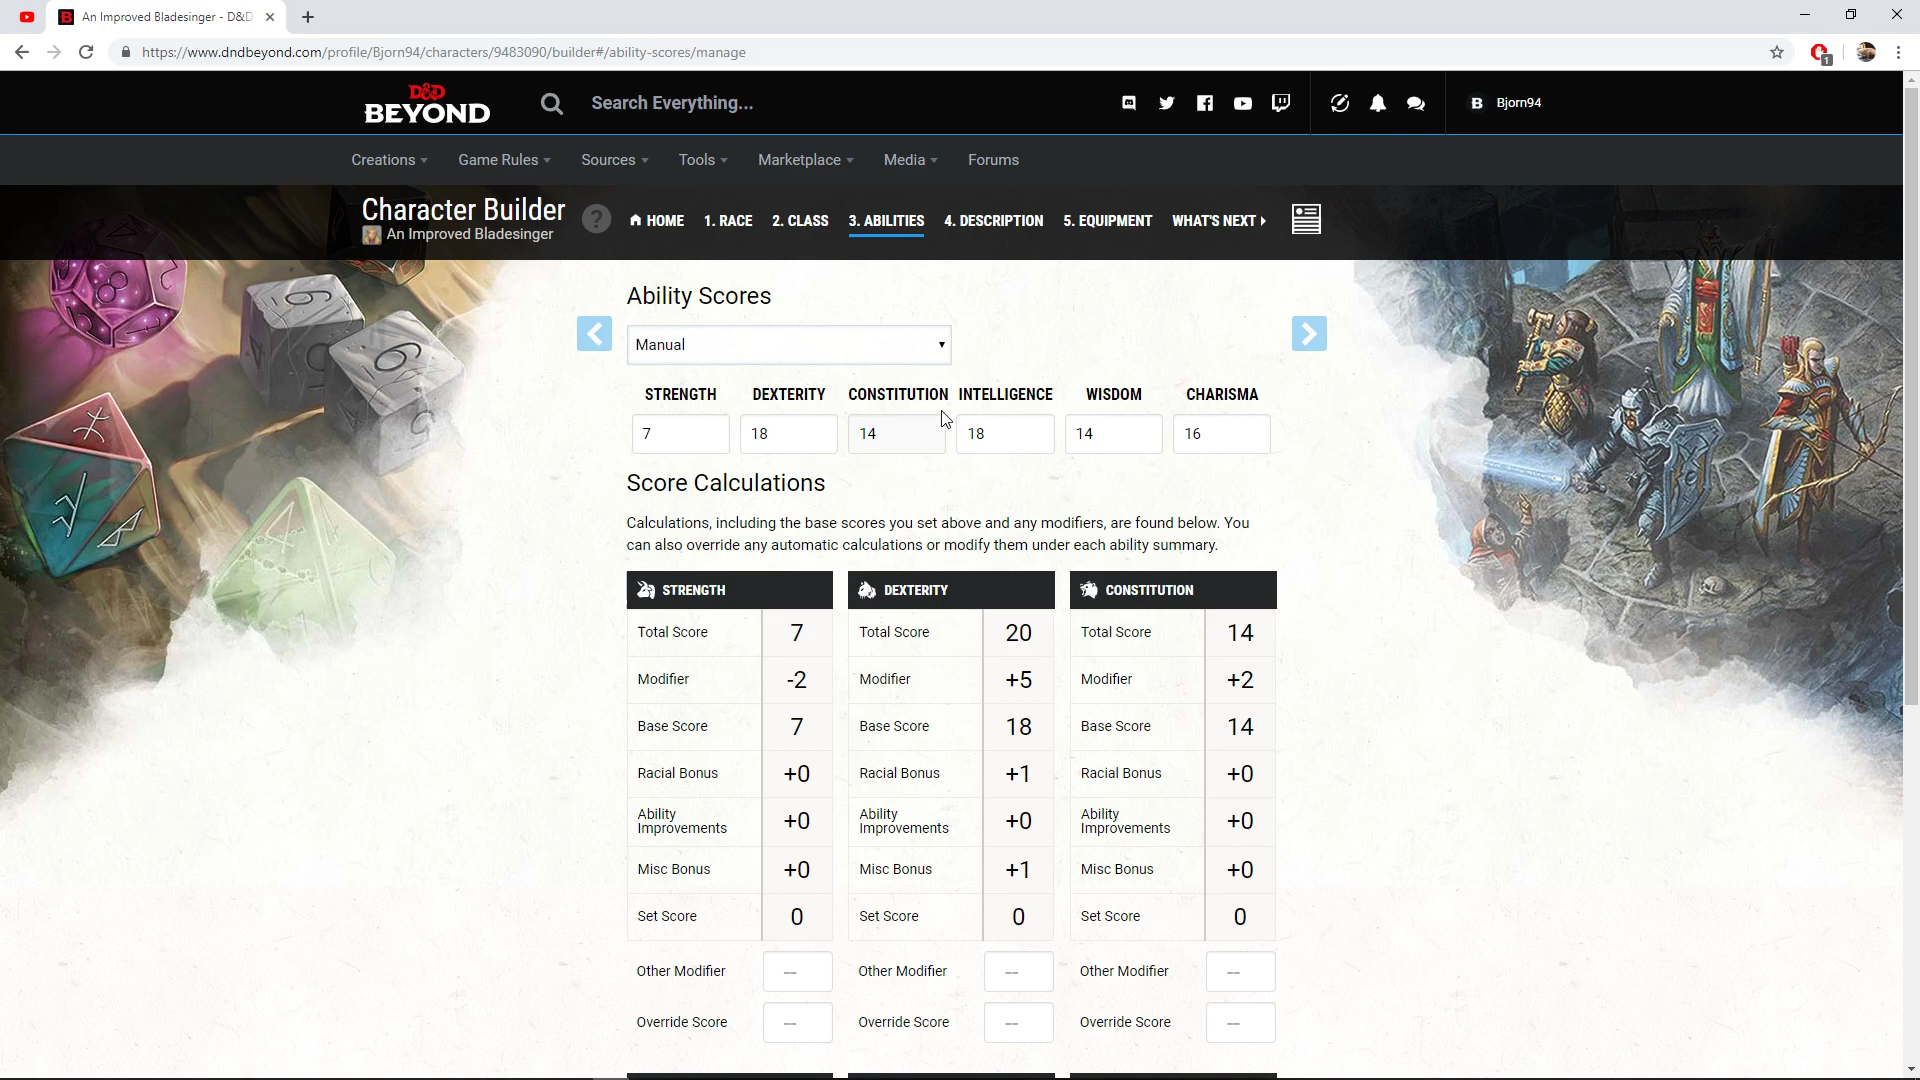 An Improved Bladesinger - D&D
https://www.dndbeyond.com/profile/Bjorn94/characters/9483090/builder#/ability-scores/manage
1
D&D
BEYOND
Search Everything...
B Bjorn94
Creations Game Rules Sources Tools Marketplace Media Forums
Character Builder
An Improved Bladesinger
?
HOME 1. RACE 2. CLASS 3. ABILITIES 4. DESCRIPTION 5. EQUIPMENT WHAT'S NEXT
Ability Scores
Manual
STRENGTH DEXTERITY CONSTITUTION INTELLIGENCE WISDOM CHARISMA
7 18 14 18 14 16
Score Calculations
Calculations, including the base scores you set above and any modifiers, are found below. You
can also override any automatic calculations or modify them under each ability summary.
STRENGTH DEXTERITY CONSTITUTION
Total Score 7 Total Score 20 Total Score 14
Modifier -2 Modifier +5 Modifier +2
Base Score 7 Base Score 18 Base Score 14
Racial Bonus +0 Racial Bonus +1 Racial Bonus +0
Ability Improvements +0 Ability Improvements +0 Ability Improvements +0
Misc Bonus +0 Misc Bonus +1 Misc Bonus +0
Set Score 0 Set Score 0 Set Score 0
Other Modifier -- Other Modifier -- Other Modifier --
Override Score -- Override Score -- Override Score --